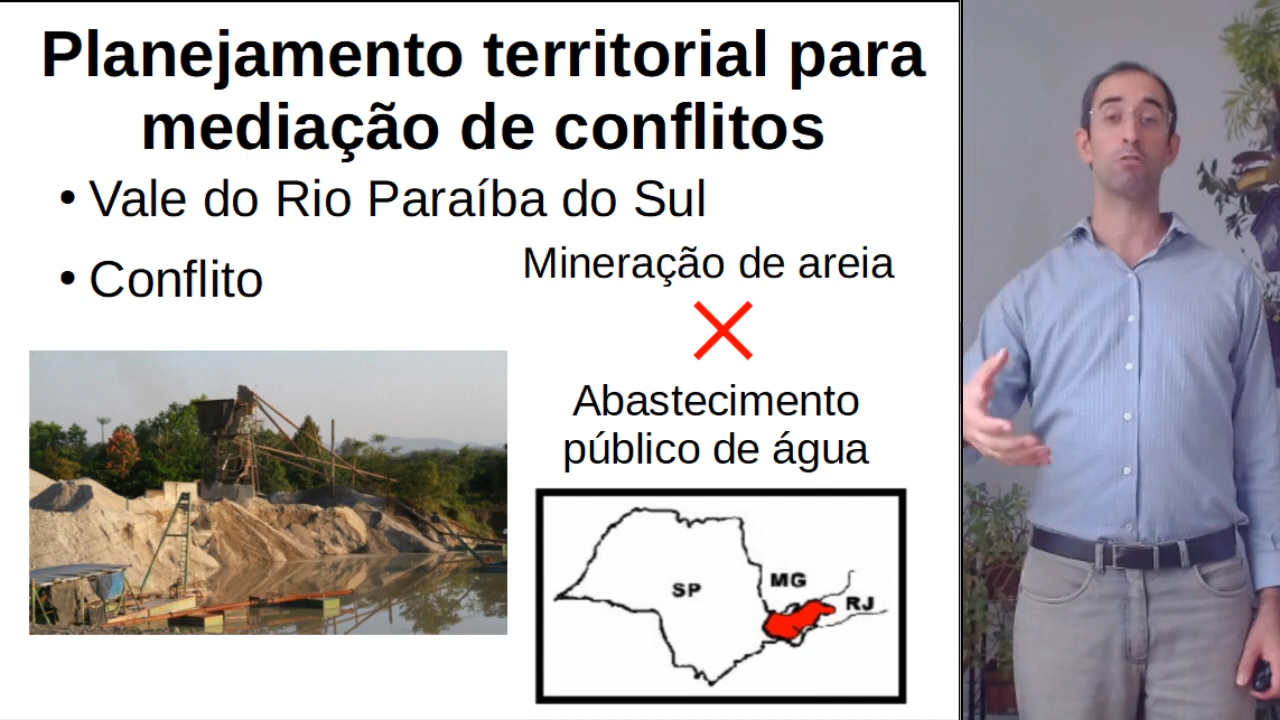 Planejamento territorial para
mediação de conflitos
• Vale do Rio Paraíba do Sul
• Conflito
Mineração de areia
Abastecimento
público de água
SP
MG
RJ